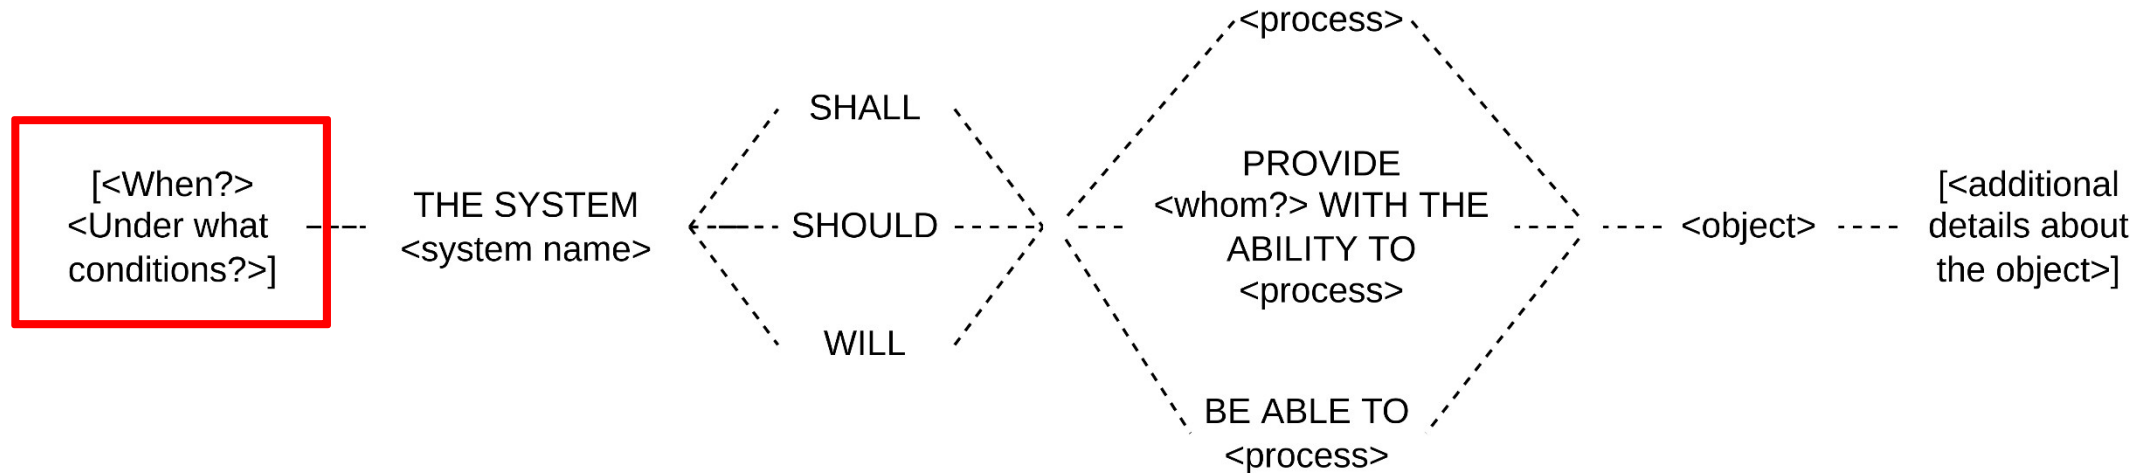 [<When?>
<Under what
conditions?>]
THE SYSTEM
<system name>
SHALL
SHOULD
WILL
<process>
PROVIDE
<whom?> WITH THE
ABILITY TO
<process>
BE ABLE TO
<process>
<object>
[<additional
details about
the object>]